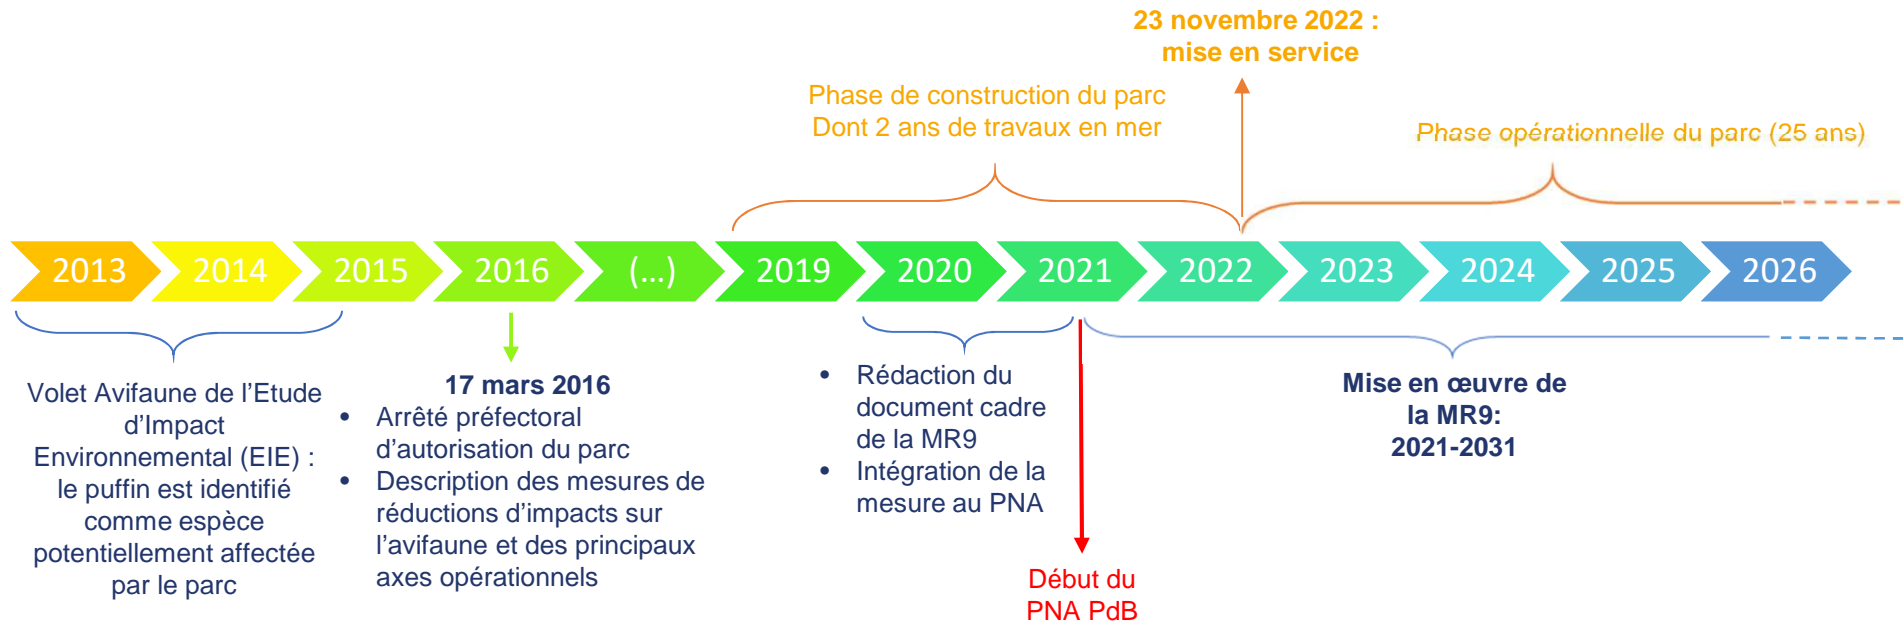 23 novembre 2022 :
mise en service
Phase de construction du parc
Dont 2 ans de travaux en mer
Phase opérationnelle du parc (25 ans)
2013
2014
2015
2016
(...)
2019
2020
2021
2022
2023
2024
2025
2026
Volet Avifaune de l'Etude
d'Impact
Environnemental (EIE) :
le puffin est identifié
comme espèce
potentiellement affectée
par le parc
17 mars 2016
• Arrêté préfectoral
d'autorisation du parc
• Description des mesures de
réductions d'impacts sur
l'avifaune et des principaux
axes opérationnels
• Rédaction du
document cadre
de la MR9
• Intégration de la
mesure au PNA
Début du
PNA PdB
Mise en œuvre de
la MR9:
2021-2031